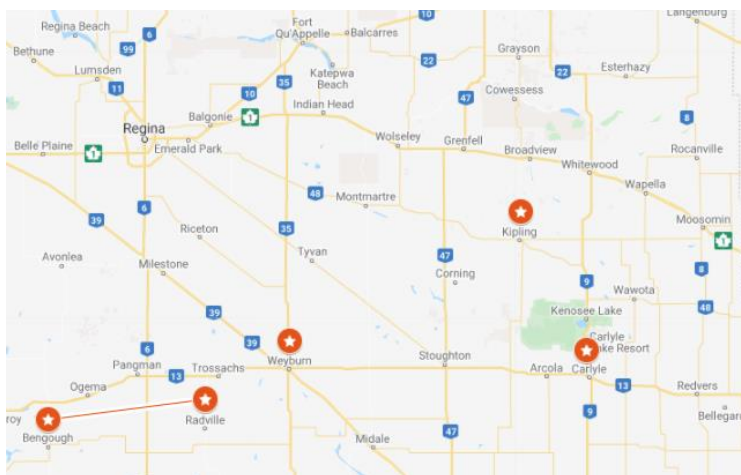 Langenburg
Regina Beach
6
Fort
Qu'Appelle
Balcarres
10
Bethune
99
Grayson
22
Esterhazy
Lumsden
11
35
Katepwa
Beach
22
10
47
Cowessess
Balgonie
1
Indian Head
8
Regina
Emerald Park
Wolseley
Grenfell
Belle Plaine
1
Broadview
Rocanville
Whitewood
48
Montmartre
Wapella
6
39
Riceton
35
Kipling
Moosomin
1
Avonlea
Tyvan
47
Milestone
Corning
9
8
Wawota
39
Kenosee Lake
48
6
39
Carlyle
ke Resort
Pangman
13
Trossachs
Weyburn
Stoughton
Arcola
Carlyle
13
Redvers
Ogema
roy
Radville
9
Bellegar
Bengough
Midale
47